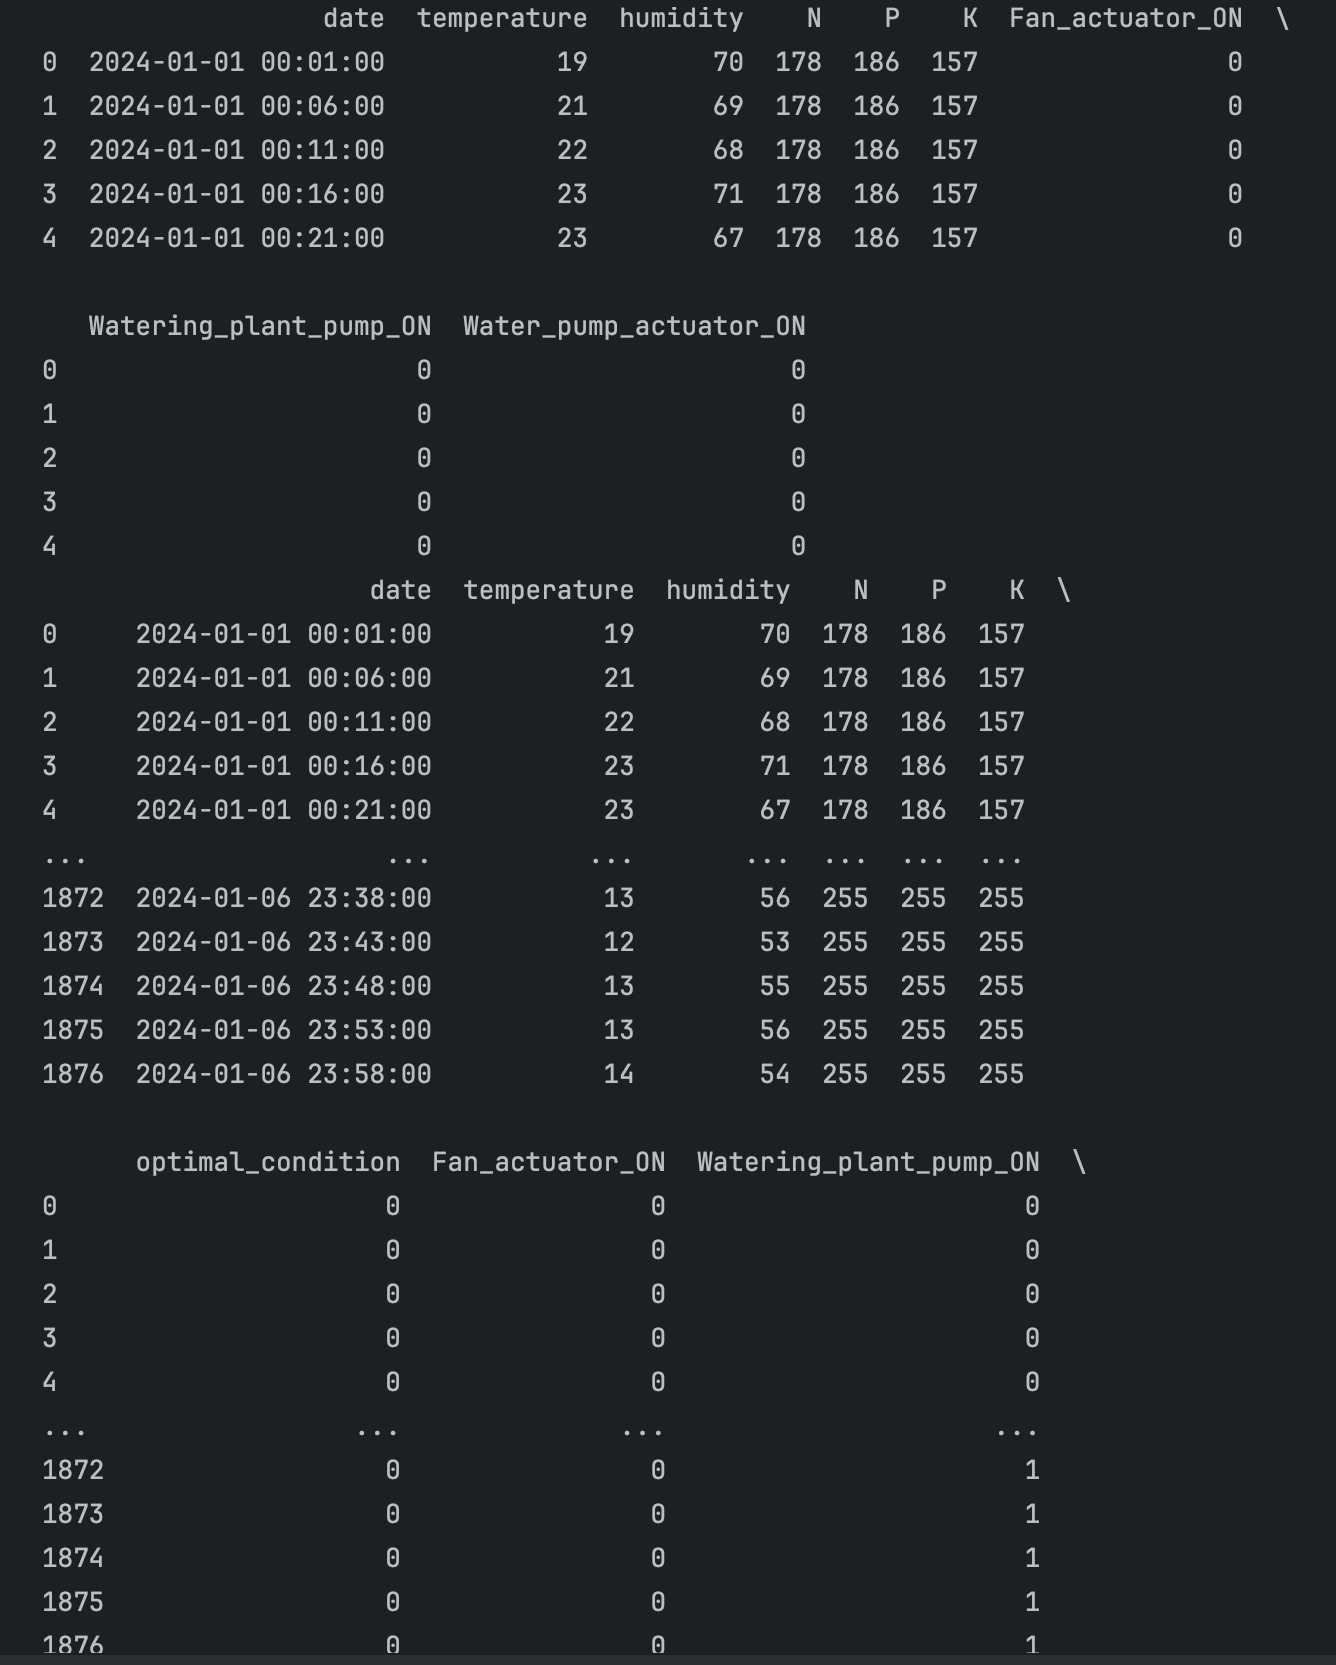 date temperature humidity N P K Fan_actuator_ON \
0 2024-01-01 00:01:00 19 70 178 186 157 0
1 2024-01-01 00:06:00 21 69 178 186 157 0
2 2024-01-01 00:11:00 22 68 178 186 157 0
3 2024-01-01 00:16:00 23 71 178 186 157 0
4 2024-01-01 00:21:00 23 67 178 186 157 0
Watering_plant_pump_ON Water_pump_actuator_ON
0 0 0
1 0 0
2 0 0
3 0 0
4 0 0
date temperature humidity N P K \
0 2024-01-01 00:01:00 19 70 178 186 157
1 2024-01-01 00:06:00 21 69 178 186 157
2 2024-01-01 00:11:00 22 68 178 186 157
3 2024-01-01 00:16:00 23 71 178 186 157
4 2024-01-01 00:21:00 23 67 178 186 157
... ... ... ... ... ... ...
1872 2024-01-06 23:38:00 13 56 255 255 255
1873 2024-01-06 23:43:00 12 53 255 255 255
1874 2024-01-06 23:48:00 13 55 255 255 255
1875 2024-01-06 23:53:00 13 56 255 255 255
1876 2024-01-06 23:58:00 14 54 255 255 255
optimal_condition Fan_actuator_ON Watering_plant_pump_ON \
0 0 0 0
1 0 0 0
2 0 0 0
3 0 0 0
4 0 0 0
... ... ... ...
1872 0 0 1
1873 0 0 1
1874 0 0 1
1875 0 0 1
1876 0 0 1